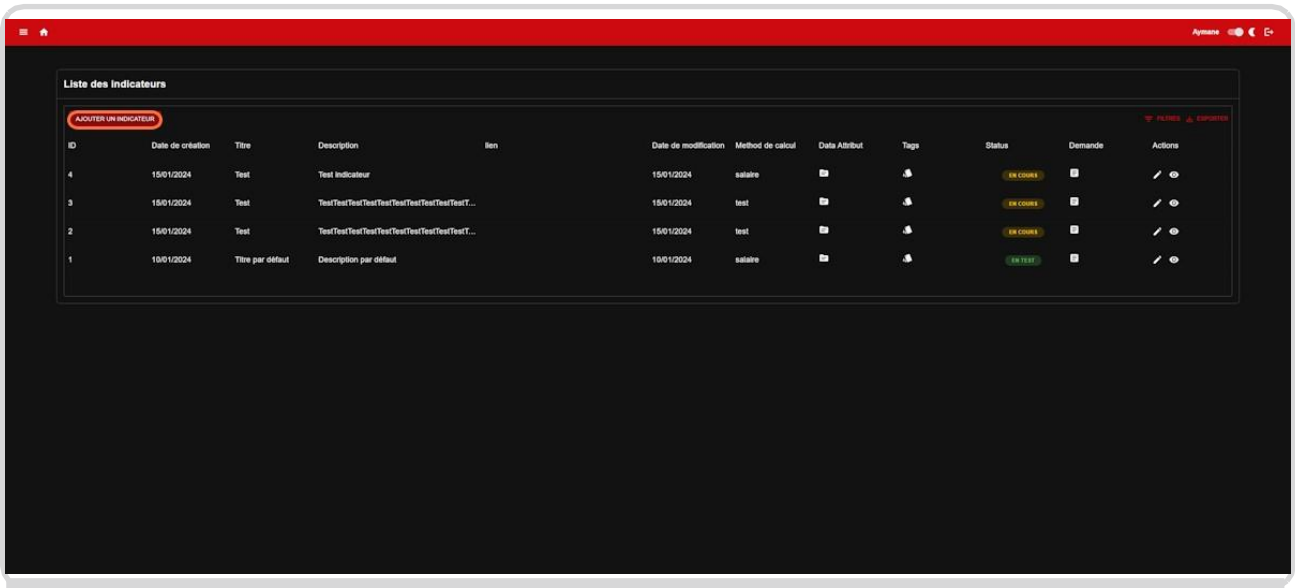 Aymane
Liste des indicateurs
AJOUTER UN INDICATEUR
FILTRES EXPORTER
ID Date de création Titre Description lien Date de modification Method de calcul Data Attribut Tags Status Demande Actions
4 15/01/2024 Test Test indicateur 15/01/2024 salaire EN COURS
3 15/01/2024 Test TestTestTestTestTestTestTestTestTestTestT... 15/01/2024 test EN COURS
2 15/01/2024 Test TestTestTestTestTestTestTestTestTestTestT... 15/01/2024 test EN COURS
1 10/01/2024 Titre par défaut Description par défaut 10/01/2024 salaire EN TEST